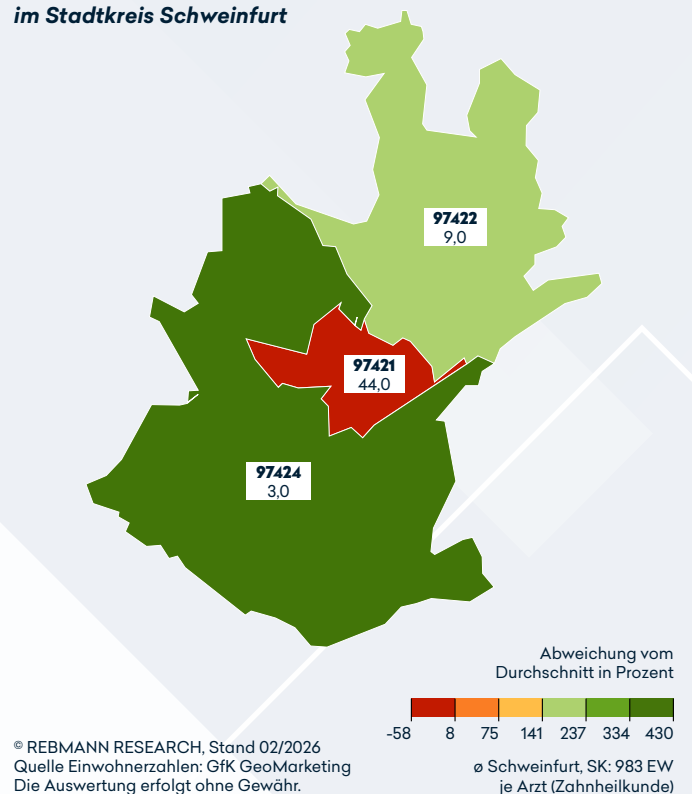 im Stadtkreis Schweinfurt
97422
9,0
97421
44,0
97424
3,0
Abweichung vom
Durchschnitt in Prozent
-58 8 75 141 237 334 430
© REBMANN RESEARCH, Stand 02/2026
Quelle Einwohnerzahlen: GfK GeoMarketing
Die Auswertung erfolgt ohne Gewähr.
ø Schweinfurt, SK: 983 EW
je Arzt (Zahnheilkunde)